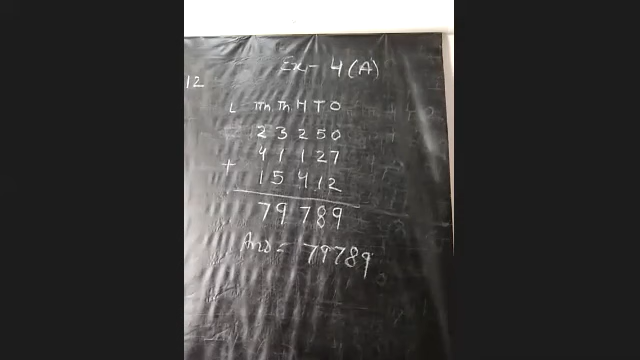 Ex- 4(A)
12
L TTh Th H T O
2 3 2 5 0
4 1 1 2 7
+ 1 5 4 1 2
7 9 7 8 9
Ans = 79789